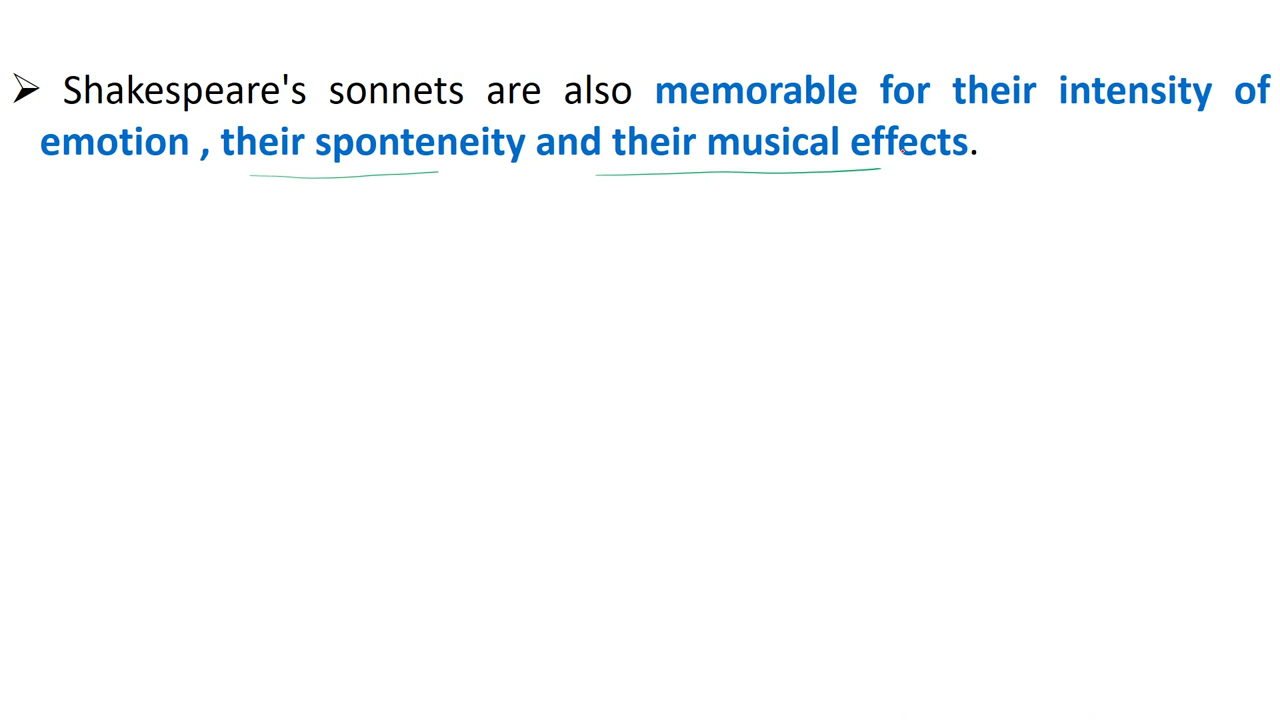 ➢ Shakespeare's sonnets are also memorable for their intensity of
emotion , their sponteneity and their musical effects.